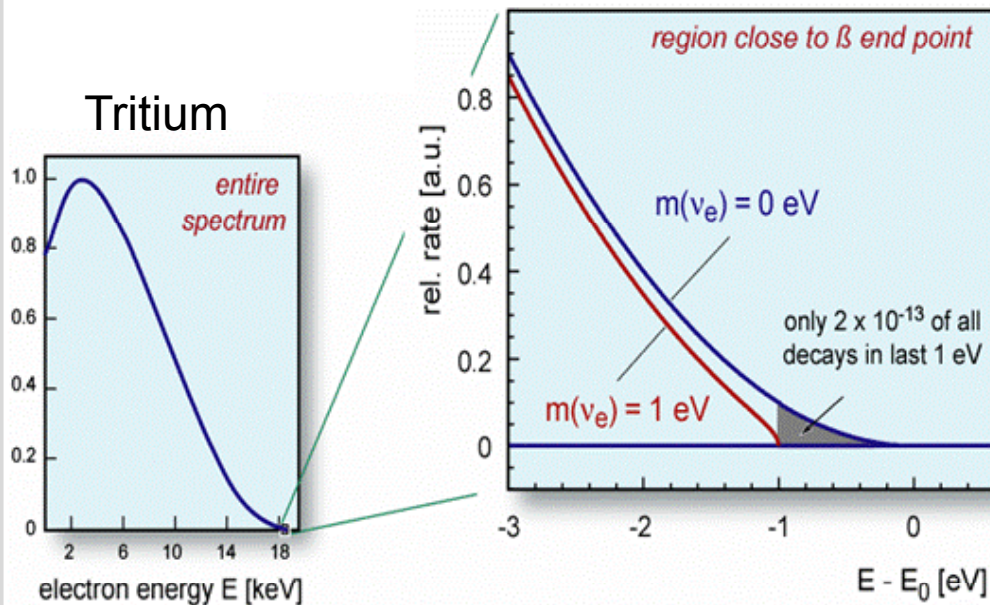 Tritium
entire
spectrum
1.0
0.8
0.6
0.4
0.2
0
2 6 10 14 18
electron energy E [keV]
region close to ß end point
rel. rate [a.u.]
0.8
0.6
0.4
0.2
0
m(νe) = 0 eV
only 2 x 10-13 of all
decays in last 1 eV
m(νe) = 1 eV
-3 -2 -1 0
E - E0 [eV]